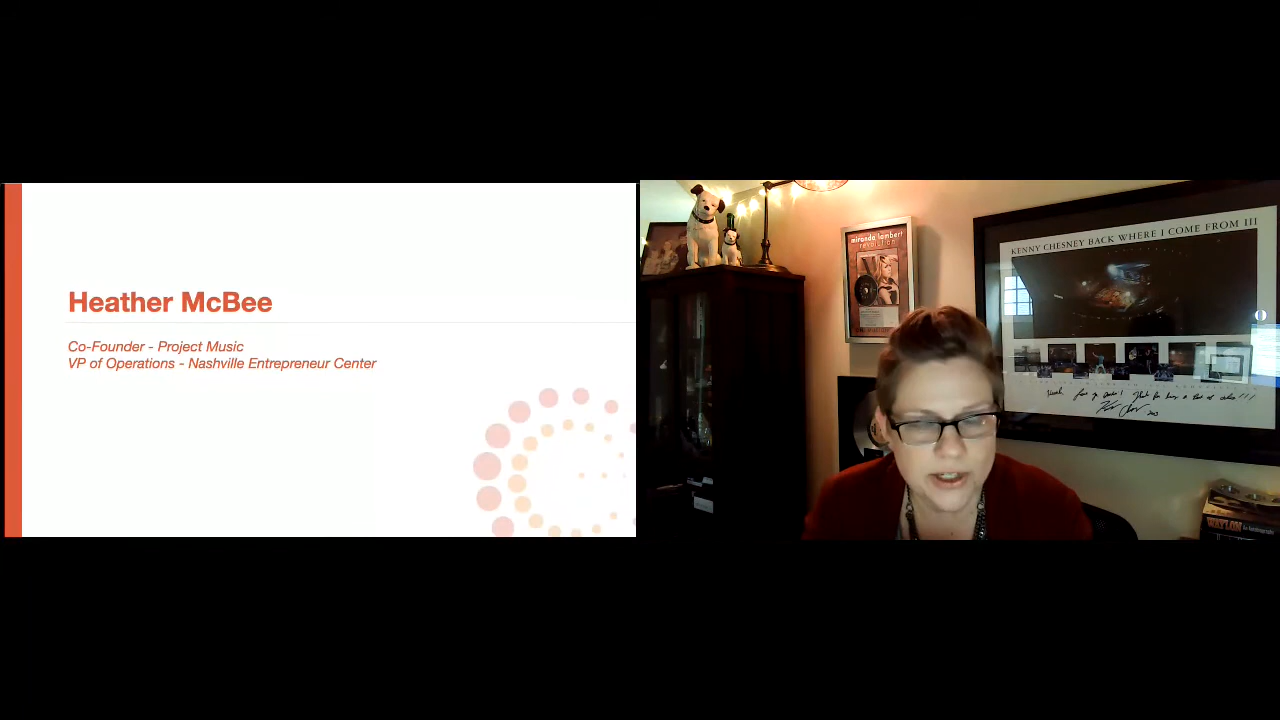 Heather McBee
Co-Founder - Project Music
VP of Operations - Nashville Entrepreneur Center
miranda lambert
revolution
KENNY CHESNEY BACK WHERE I COME FROM III
WAYLON